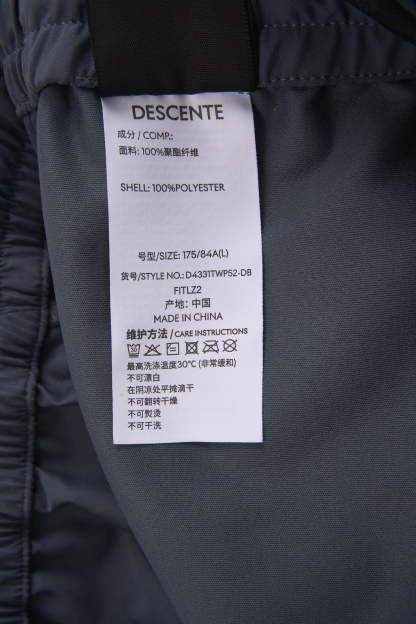 DESCENTE
成分 / COMP.:
面料: 100%聚酯纤维
SHELL: 100%POLYESTER
号型/SIZE: 175/84A(L)
货号/STYLE NO.: D4331TWP52-DB
FITLZ2
产地: 中国
MADE IN CHINA
维护方法 / CARE INSTRUCTIONS
最高洗涤温度30℃ (非常缓和)
不可漂白
在阴凉处平摊滴干
不可翻转干燥
不可熨烫
不可干洗